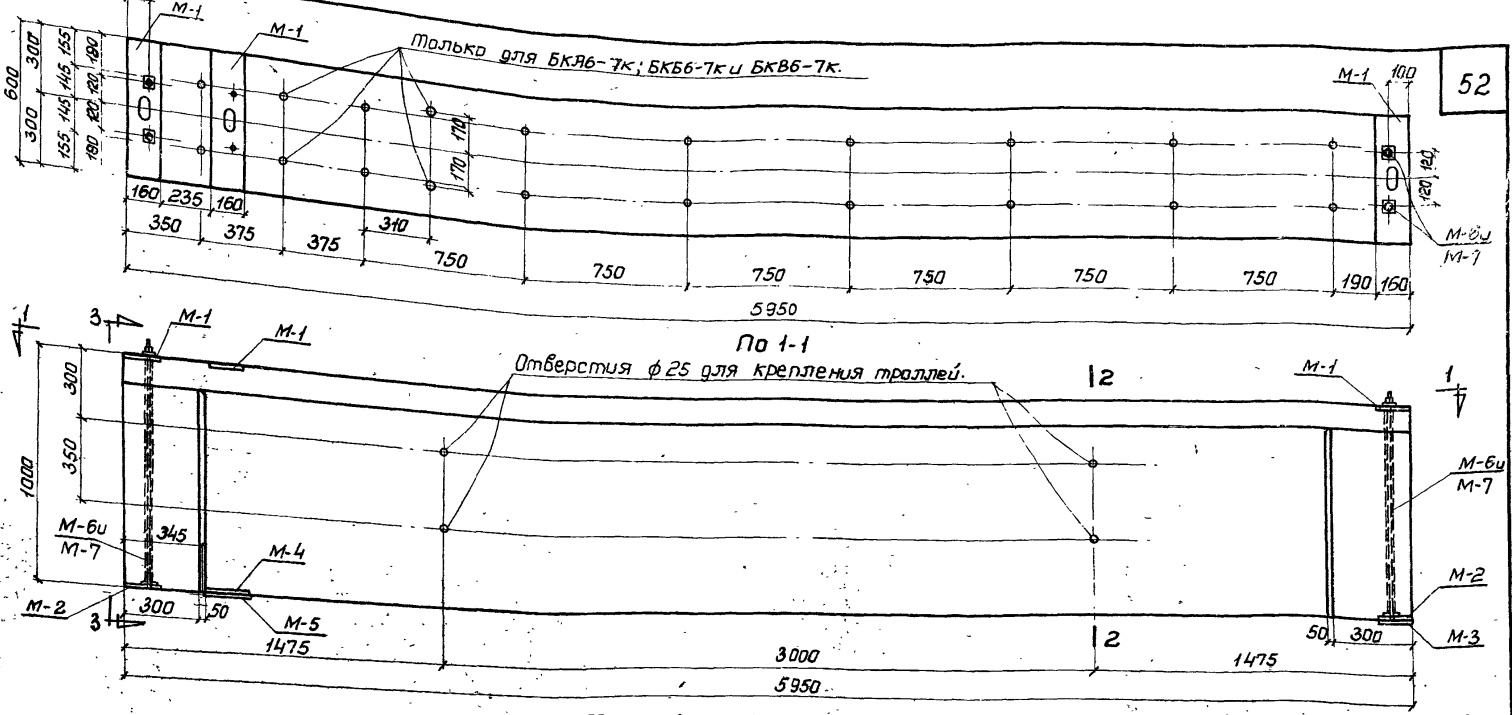 М-1
М-1
Только для БКА6-7к; БКБ6-7к и БКВ6-7к.
М-1
100
52
600
300
300
155
145
145
155
180
120
120
180
170
170
120
120
160
235
160
350
375
375
310
750
750
750
750
750
750
190
160
М-6и
М-7
5950
По 1-1
1
3
М-1
М-1
Отверстия ф 25 для крепления троллей.
2
М-1
1
300
350
1000
М-6и
М-7
345
М-4
М-6и
М-7
М-2
3
300
50
М-5
50
300
М-2
М-3
2
1475
3000
1475
5950